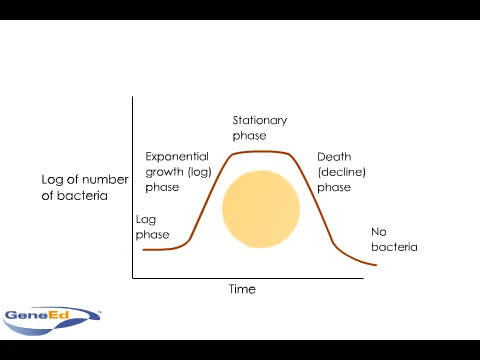 Stationary
phase
Exponential
growth (log)
phase
Death
(decline)
phase
Log of number
of bacteria
Lag
phase
No
bacteria
Time
GeneEd